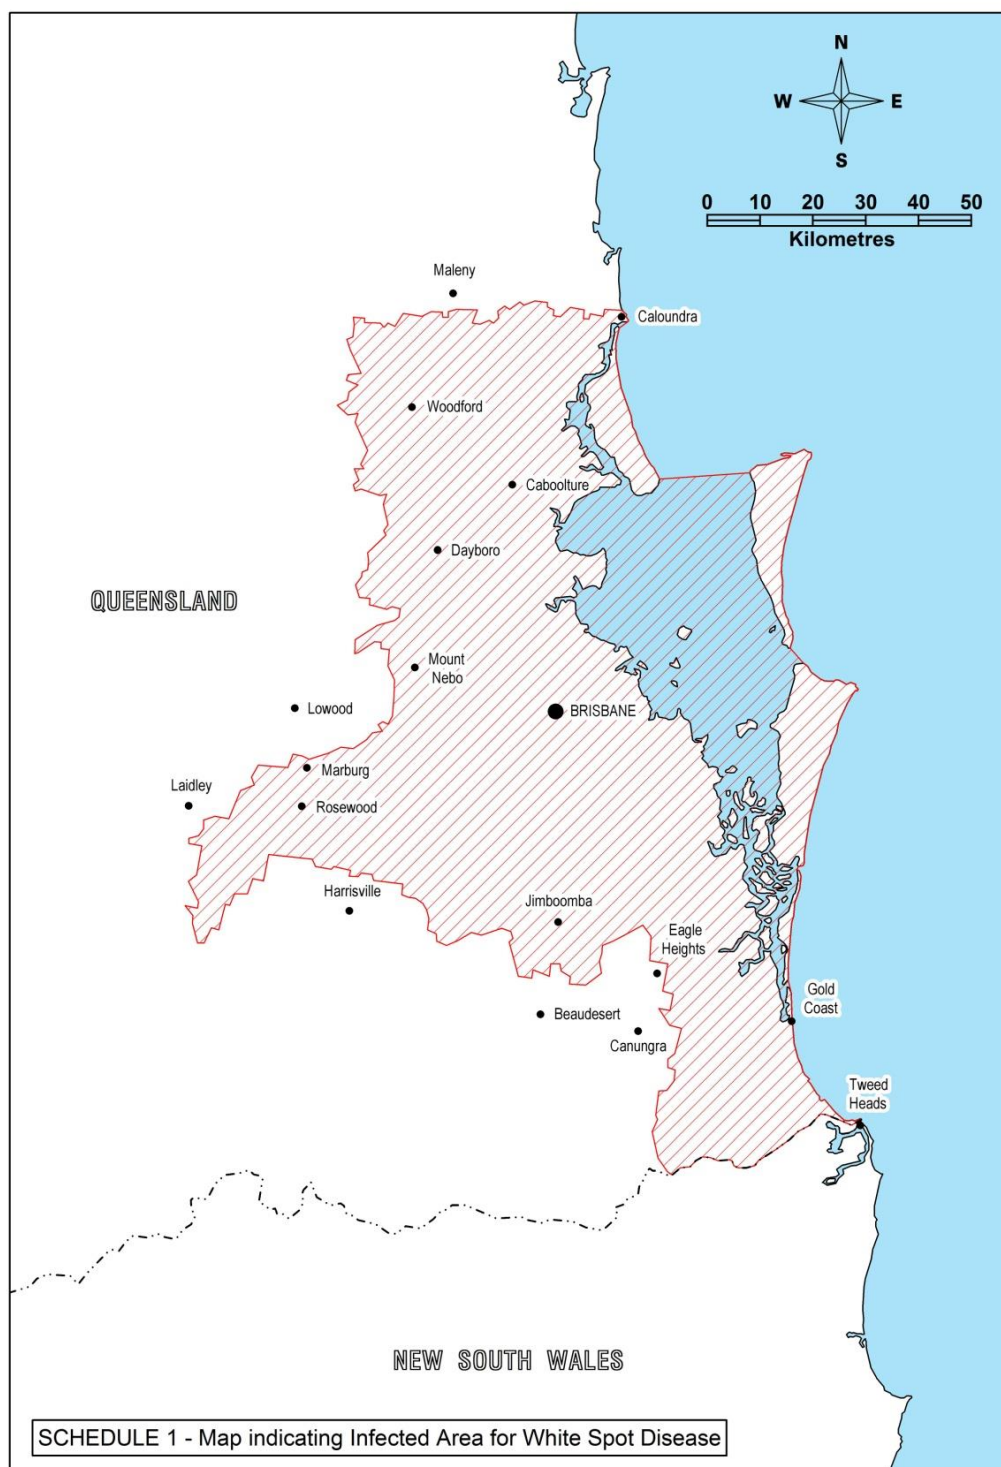 N
W E
S
0 10 20 30 40 50
Kilometres
Maleny
Caloundra
Woodford
Caboolture
Dayboro
QUEENSLAND
Mount
Nebo
Lowood
BRISBANE
Marburg
Laidley
Rosewood
Harrisville
Jimboomba
Eagle
Heights
Gold
Coast
Beaudesert
Canungra
Tweed
Heads
NEW SOUTH WALES
SCHEDULE 1 - Map indicating Infected Area for White Spot Disease